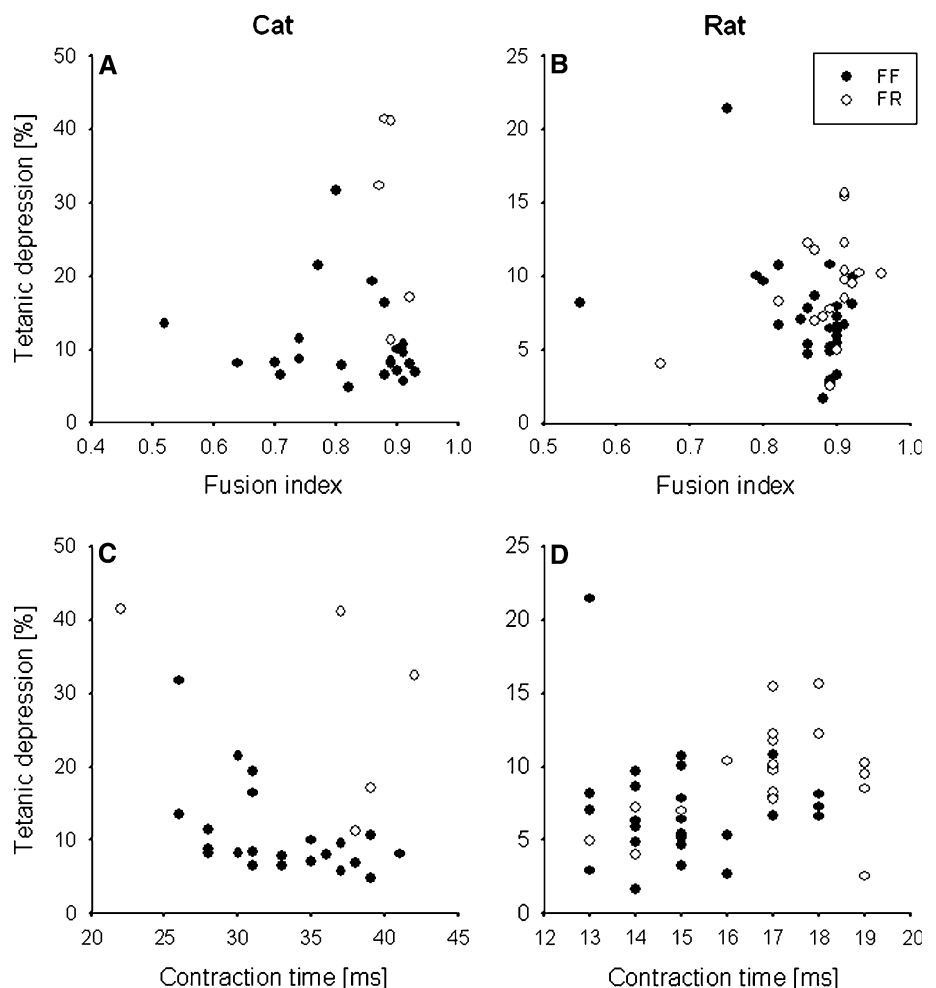 Cat
Rat
A
50
40
30
20
10
0
Tetanic depression [%]
0.4 0.5 0.6 0.7 0.8 0.9 1.0
Fusion index
B
25
20
15
10
5
0
FF
FR
0.5 0.6 0.7 0.8 0.9 1.0
Fusion index
C
50
40
30
20
10
0
Tetanic depression [%]
20 25 30 35 40 45
Contraction time [ms]
D
25
20
15
10
5
0
12 13 14 15 16 17 18 19 20
Contraction time [ms]